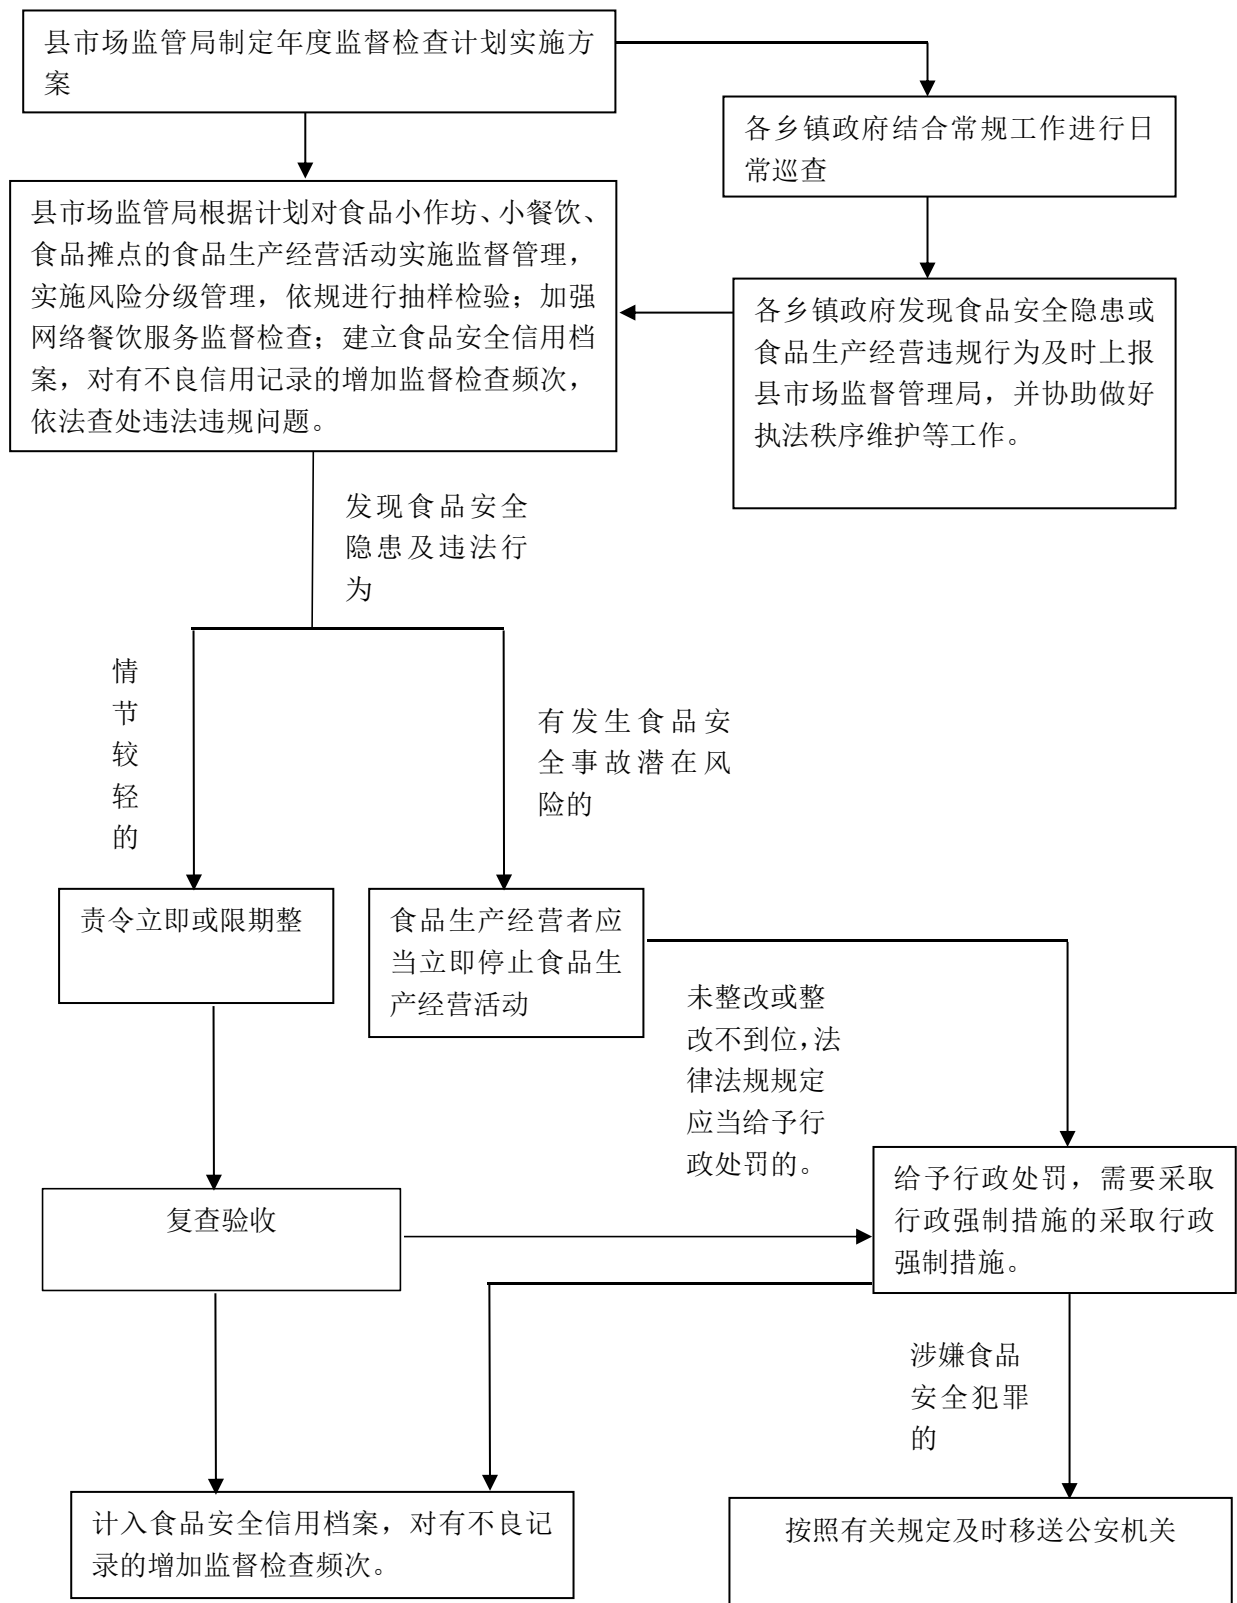 县市场监管局制定年度监督检查计划实施方
案
各乡镇政府结合常规工作进行日
常巡查
县市场监管局根据计划对食品小作坊、小餐饮、
食品摊点的食品生产经营活动实施监督管理，
实施风险分级管理，依规进行抽样检验；加强
网络餐饮服务监督检查；建立食品安全信用档
案，对有不良信用记录的增加监督检查频次，
依法查处违法违规问题。
各乡镇政府发现食品安全隐患或
食品生产经营违规行为及时上报
县市场监督管理局，并协助做好
执法秩序维护等工作。
发现食品安全
隐患及违法行
为
情
节
较
轻
的
有发生食品安
全事故潜在风
险的
责令立即或限期整
食品生产经营者应
当立即停止食品生
产经营活动
未整改或整
改不到位，法
律法规规定
应当给予行
政处罚的。
复查验收
给予行政处罚，需要采取
行政强制措施的采取行政
强制措施。
涉嫌食品
安全犯罪
的
计入食品安全信用档案，对有不良记
录的增加监督检查频次。
按照有关规定及时移送公安机关